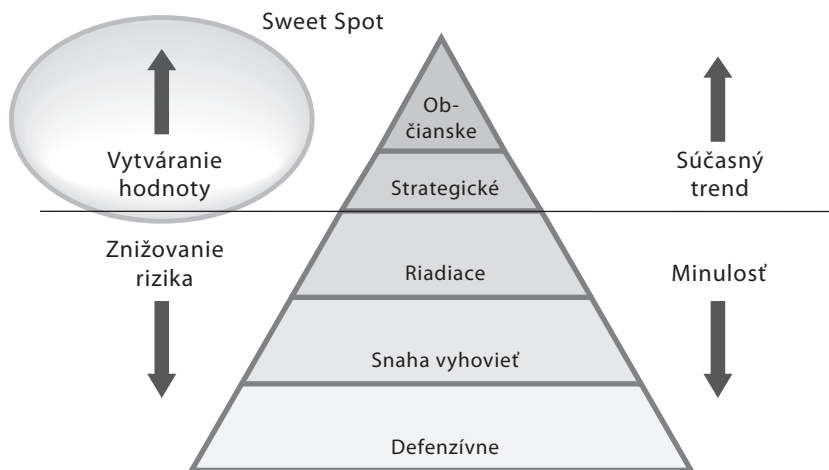 Sweet Spot
Ob-
čianske
Vytváranie
hodnoty
Súčasný
trend
Strategické
Znižovanie
rizika
Riadiace
Minulosť
Snaha vyhovieť
Defenzívne